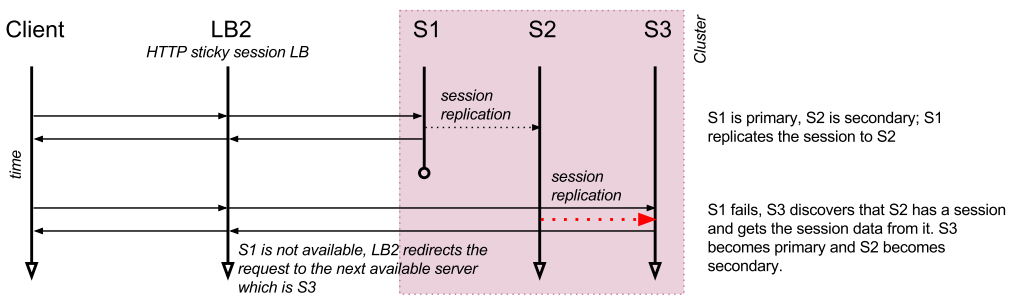 Client
LB2
HTTP sticky session LB
S1
S2
S3
Cluster
session
replication
S1 is primary, S2 is secondary; S1
replicates the session to S2
time
session
replication
S1 fails, S3 discovers that S2 has a session
and gets the session data from it. S3
becomes primary and S2 becomes
secondary.
S1 is not available, LB2 redirects the
request to the next available server
which is S3